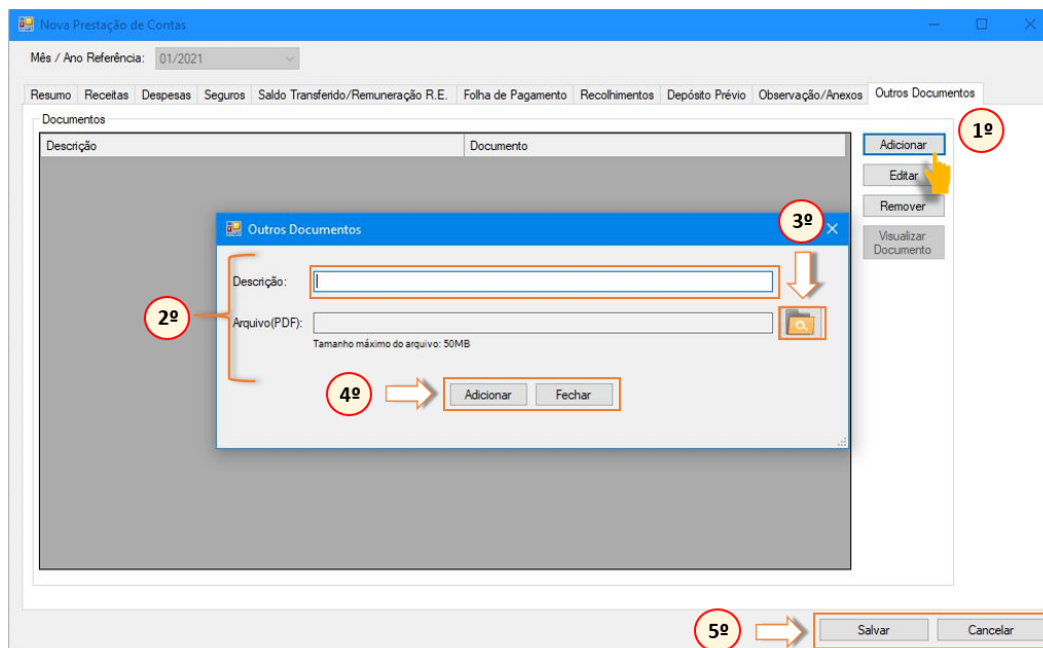 Nova Prestação de Contas
Mês / Ano Referência: 01/2021
Resumo Receitas Despesas Seguros Saldo Transferido/Remuneração R.E. Folha de Pagamento Recolhimentos Depósito Prévio Observação/Anexos Outros Documentos
Documentos
1º
Descrição Documento
Adicionar
Editar
Remover
Visualizar
Documento
3º
Outros Documentos
Descrição:
2º
Arquivo(PDF):
Tamanho máximo do arquivo: 50MB
4º
Adicionar Fechar
5º
Salvar Cancelar